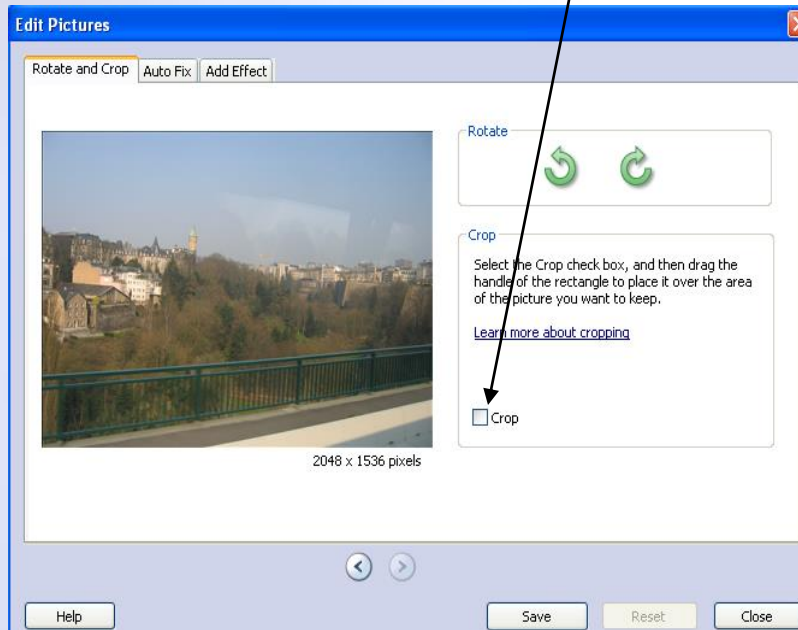 Edit Pictures
Rotate and Crop Auto Fix Add Effect
Rotate
Crop
Select the Crop check box, and then drag the
handle of the rectangle to place it over the area
of the picture you want to keep.
Learn more about cropping
Crop
2048 x 1536 pixels
Help Save Reset Close